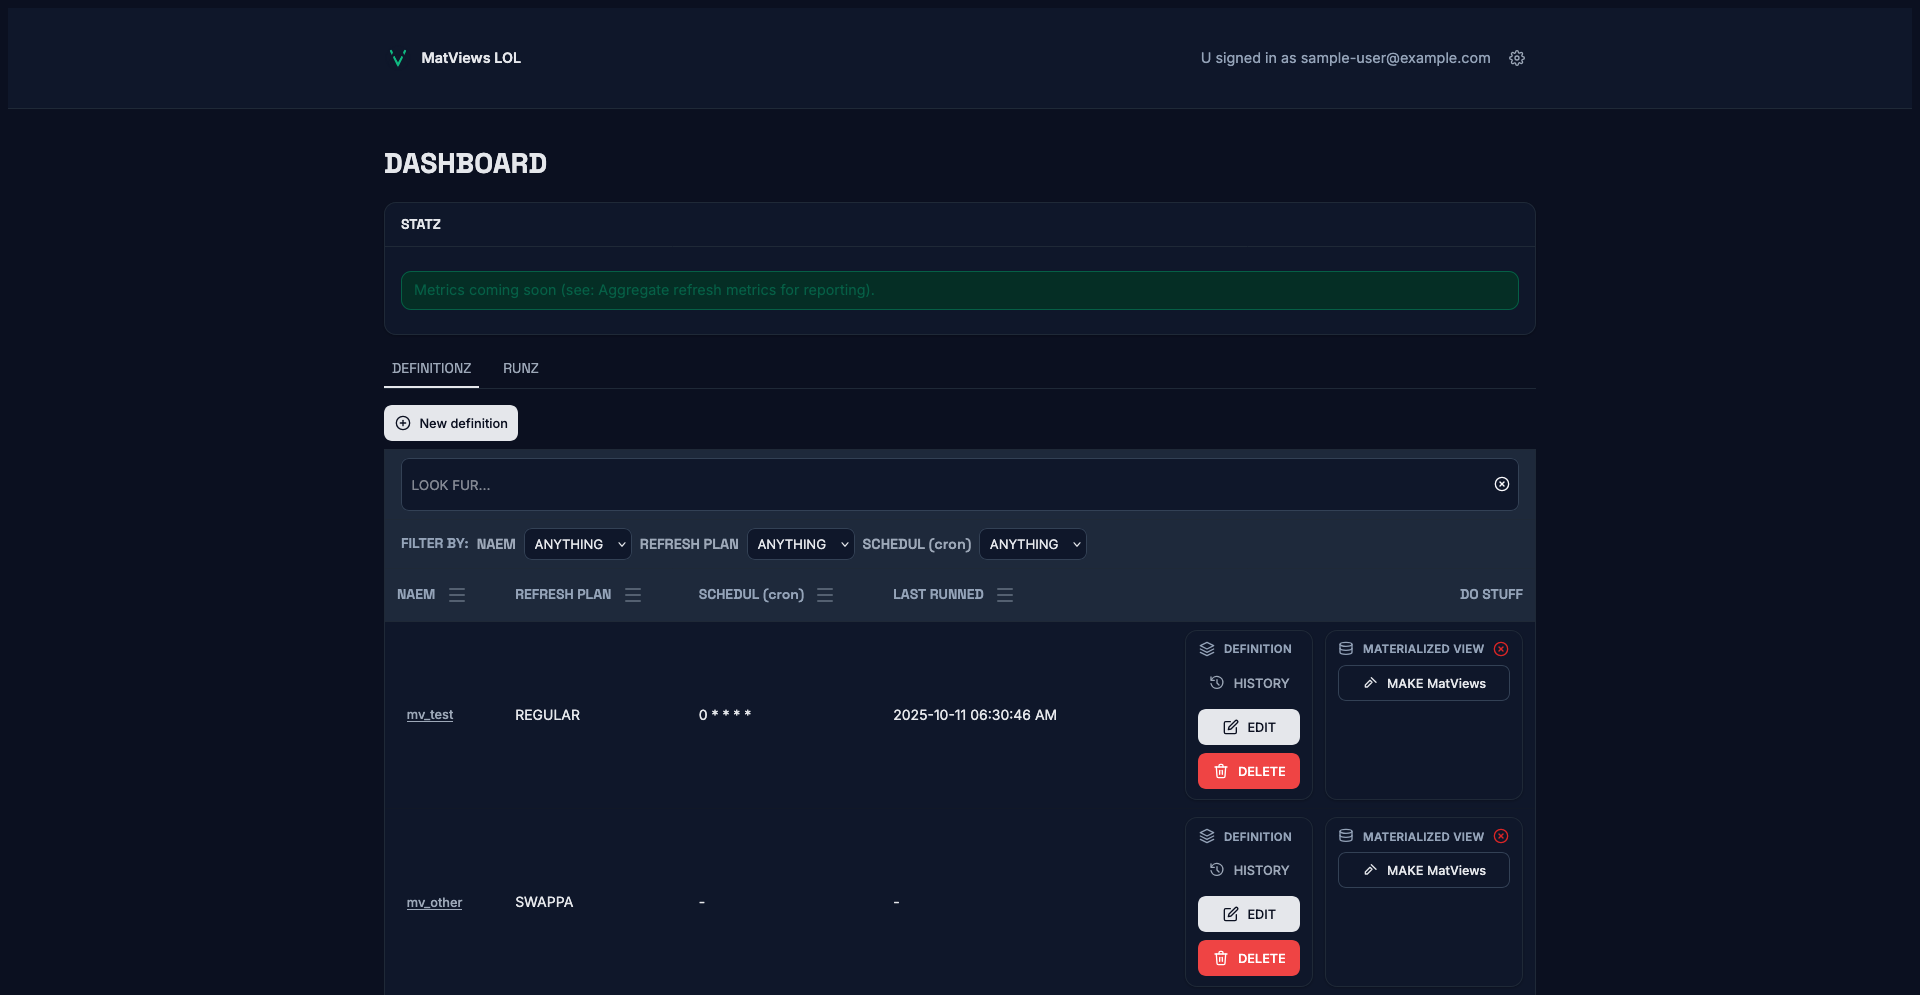 MatViews LOL
U signed in as sample-user@example.com
DASHBOARD
STATZ
Metrics coming soon (see: Aggregate refresh metrics for reporting).
DEFINITIONZ RUNZ
New definition
LOOK FUR...
FILTER BY: NAEM ANYTHING REFRESH PLAN ANYTHING SCHEDUL (cron) ANYTHING
NAEM REFRESH PLAN SCHEDUL (cron) LAST RUNNED DO STUFF
DEFINITION MATERIALIZED VIEW
HISTORY MAKE MatViews
mv_test REGULAR 0 * * * * 2025-10-11 06:30:46 AM
EDIT
DELETE
DEFINITION MATERIALIZED VIEW
HISTORY MAKE MatViews
mv_other SWAPPA - -
EDIT
DELETE